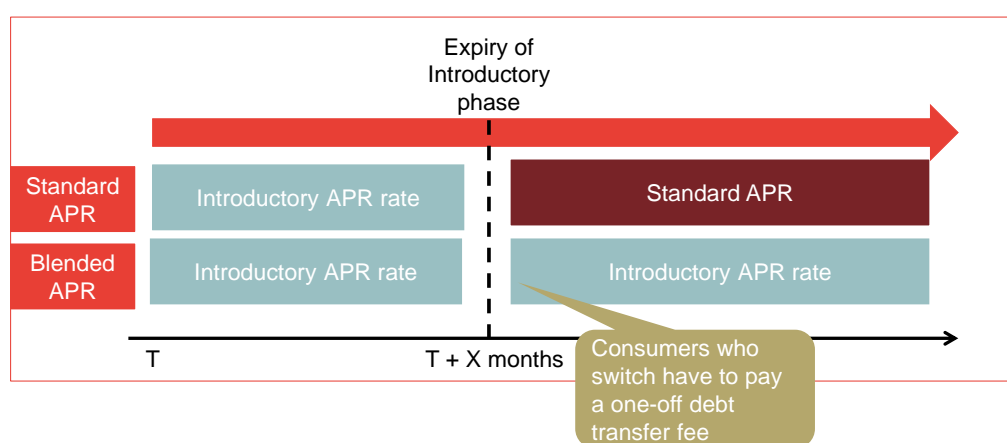 Expiry of
Introductory
phase
Standard
APR
Introductory APR rate
Standard APR
Blended
APR
Introductory APR rate
Introductory APR rate
T
T + X months
Consumers who
switch have to pay
a one-off debt
transfer fee